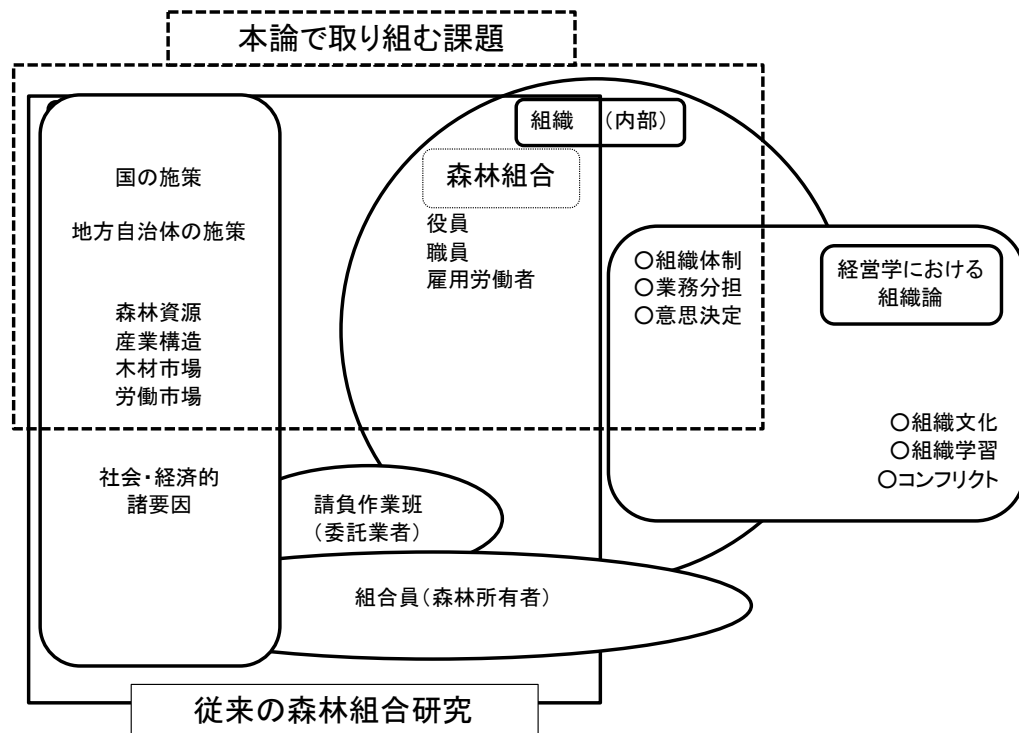 本論で取り組む課題
組織　（内部）
森林組合
役員
職員
雇用労働者
国の施策
地方自治体の施策
森林資源
産業構造
木材市場
労働市場
社会・経済的
諸要因
○組織体制
○業務分担
○意思決定
経営学における
組織論
○組織文化
○組織学習
○コンフリクト
請負作業班
（委託業者）
組合員（森林所有者）
従来の森林組合研究